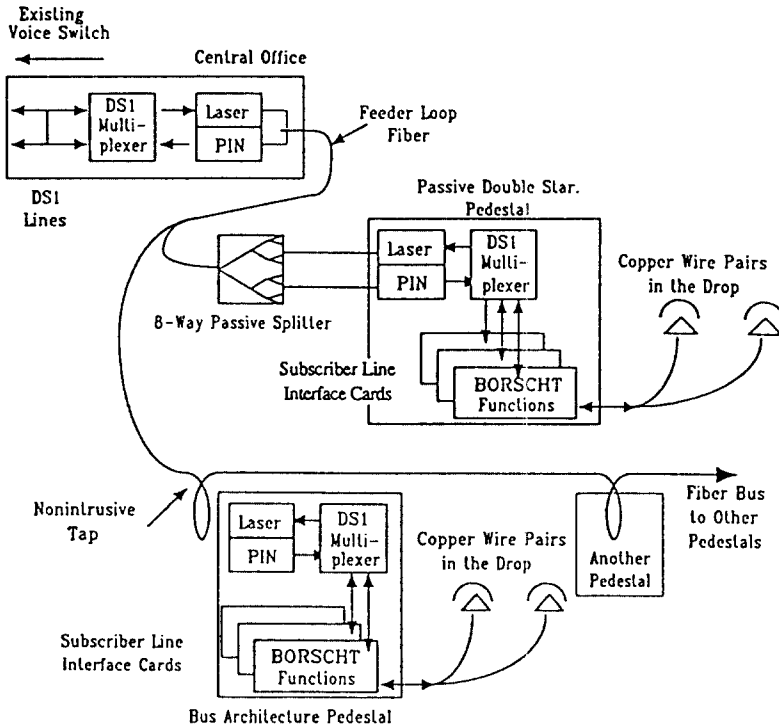 Existing
Voice Switch
Central Office
DS1
Multi-
plexer
Laser
PIN
Feeder Loop
Fiber
DS1
Lines
Passive Double Star.
Pedestal
Laser
PIN
DS1
Multi-
plexer
Copper Wire Pairs
in the Drop
8-Way Passive Splitter
Subscriber Line
Interface Cards
BORSCHT
Functions
Nonintrusive
Tap
Laser
PIN
DS1
Multi-
plexer
Copper Wire Pairs
in the Drop
Another
Pedestal
Fiber Bus
to Other
Pedestals
Subscriber Line
Interface Cards
BORSCHT
Functions
Bus Architecture Pedestal